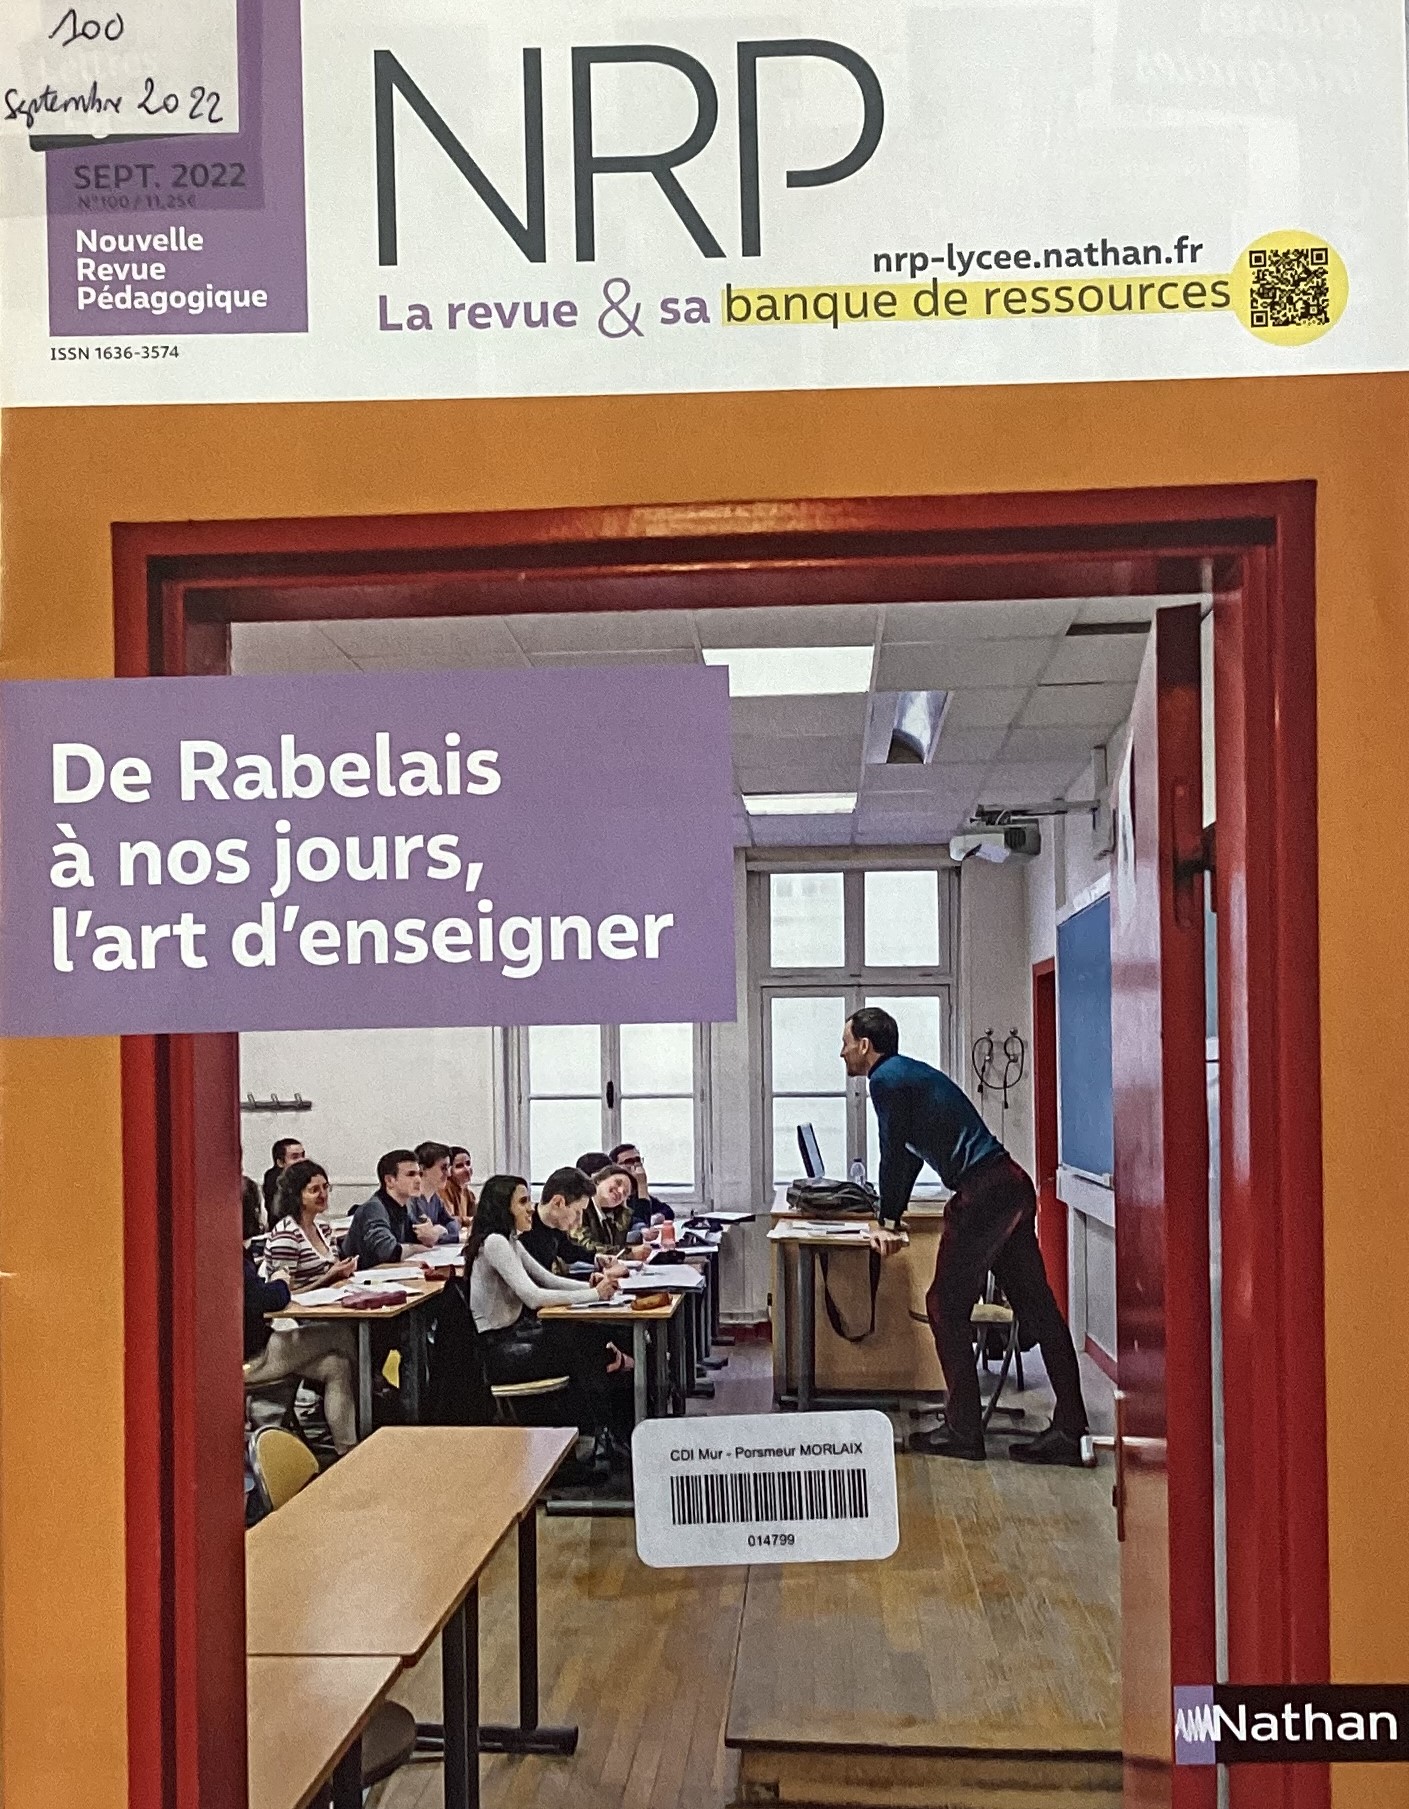 100
Septembre 2022
SEPT. 2022
N°100 / 11,25€
Nouvelle
Revue
Pédagogique
ISSN 1636-3574
NRP
nrp-lycee.nathan.fr
La revue & sa banque de ressources
De Rabelais
à nos jours,
l'art d'enseigner
CDI Mur - Porsmeur MORLAIX
014799
Nathan